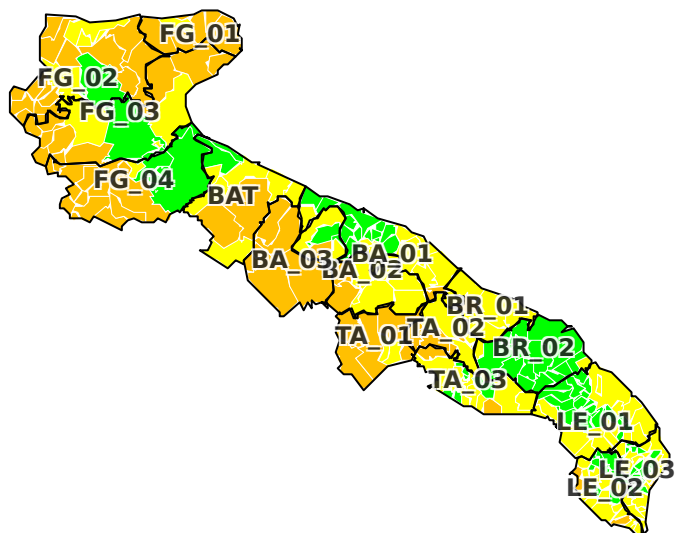 FG_01
FG_02
FG_03
FG_04
BAT
BA_01
BA_03
BA_02
BR_01
TA_02
TA_01
BR_02
TA_03
LE_01
LE_03
LE_02